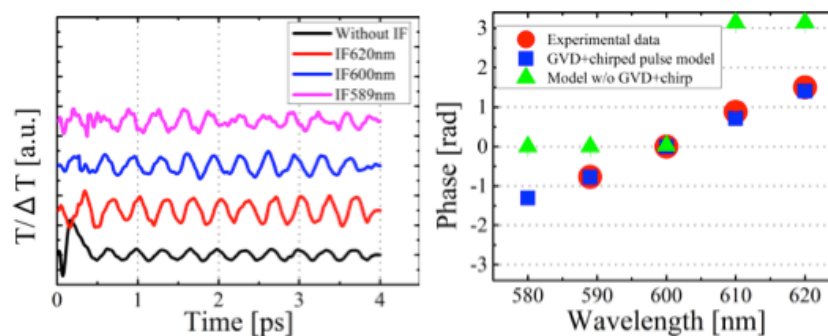 T/ΔT [a.u.]
Without IF
IF620nm
IF600nm
IF589nm
0 1 2 3 4
Time [ps]
Phase [rad]
3
2
1
0
-1
-2
-3
Experimental data
GVD+chirped pulse model
Model w/o GVD+chirp
580 590 600 610 620
Wavelength [nm]